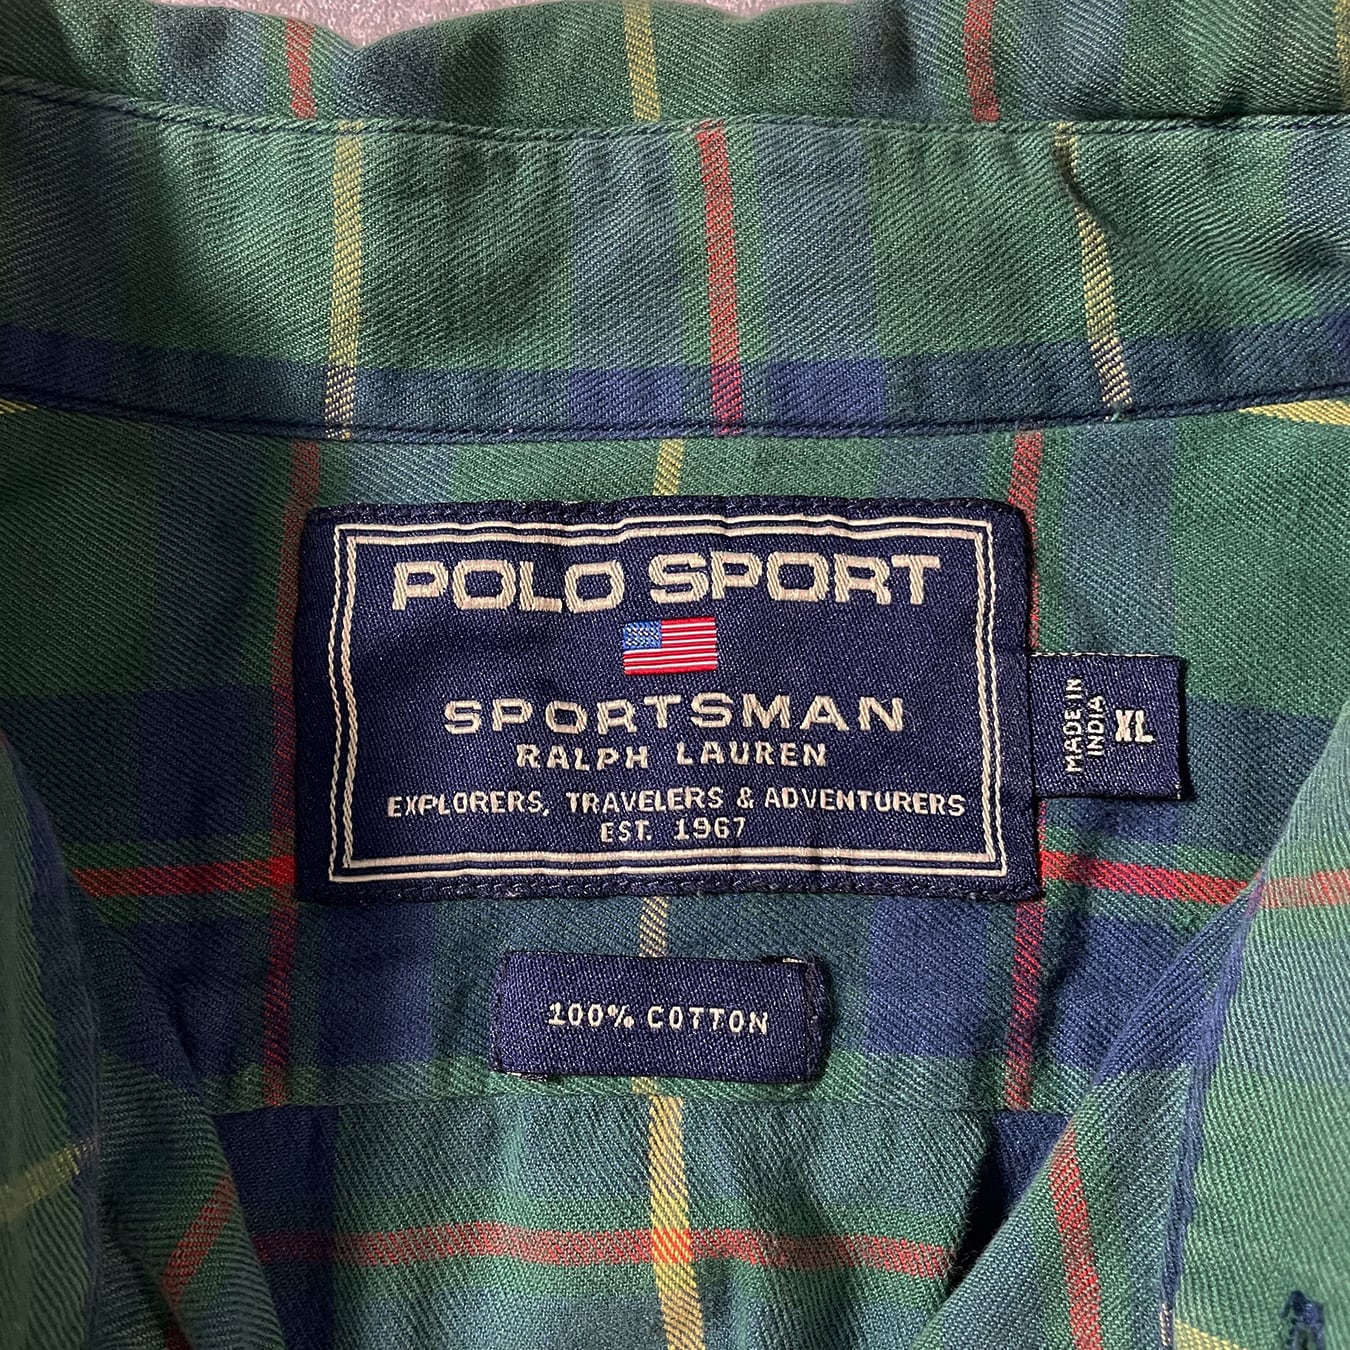 POLO SPORT
SPORTSMAN
RALPH LAUREN
EXPLORERS, TRAVELERS & ADVENTURERS
EST. 1967
MADE IN
INDIA
XL
100% COTTON